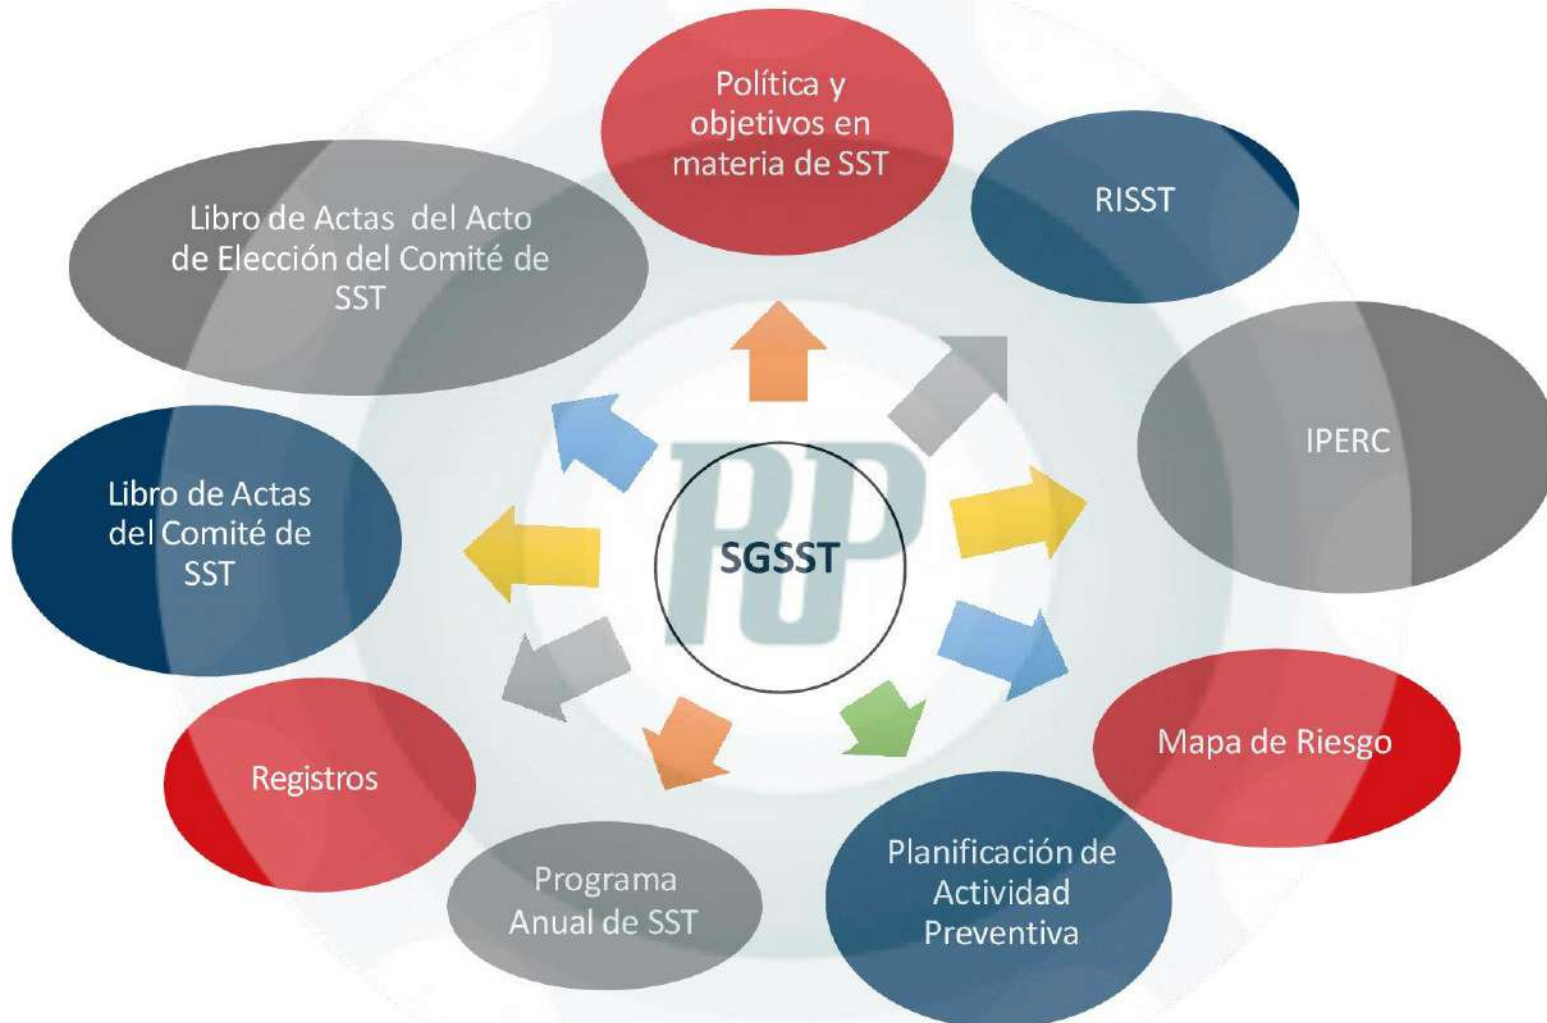 Política y
objetivos en
materia de SST
RISST
IPERC
Mapa de Riesgo
Planificación de
Actividad
Preventiva
Programa
Anual de SST
Registros
Libro de Actas
del Comité de
SST
Libro de Actas del Acto
de Elección del Comité de
SST
SGSST
RP